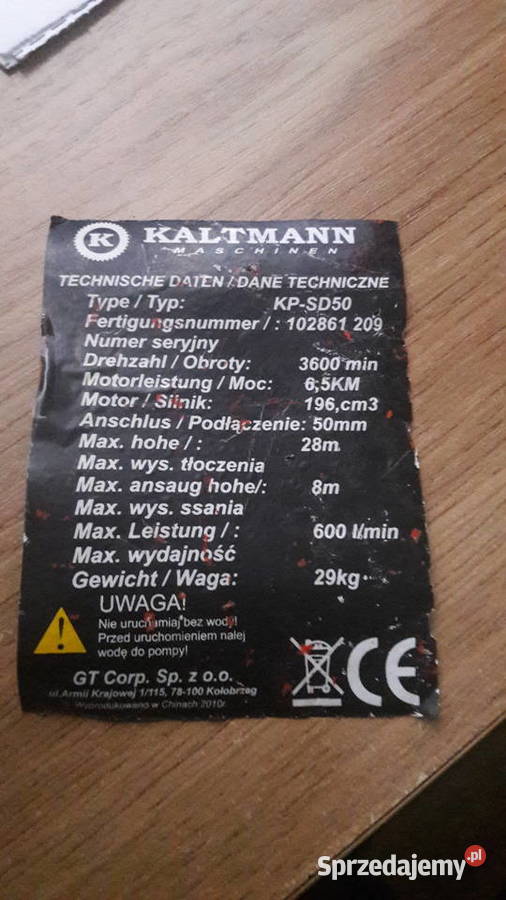 K KALTMANN
MASCHINEN
TECHNISCHE DATEN / DANE TECHNICZNE
Type / Typ: KP-SD50
Fertigungsnummer / : 102861 209
Numer seryjny
Drehzahl / Obroty: 3600 min
Motorleistung / Moc: 6,5KM
Motor / Silnik: 196,cm3
Anschlus / Podłączenie: 50mm
Max. hohe / : 28m
Max. wys. tłoczenia
Max. ansaug hohe/: 8m
Max. wys. ssania
Max. Leistung / : 600 l/min
Max. wydajność
Gewicht / Waga: 29kg
UWAGA!
Nie uruchamiaj bez wody!
Przed uruchomieniem nalej
wodę do pompy!
GT Corp. Sp. z o.o.
ul.Armii Krajowej 1/115, 78-100 Kołobrzeg
Wyprodukowano w Chinach 2010r
CE
Sprzedajemy.pl